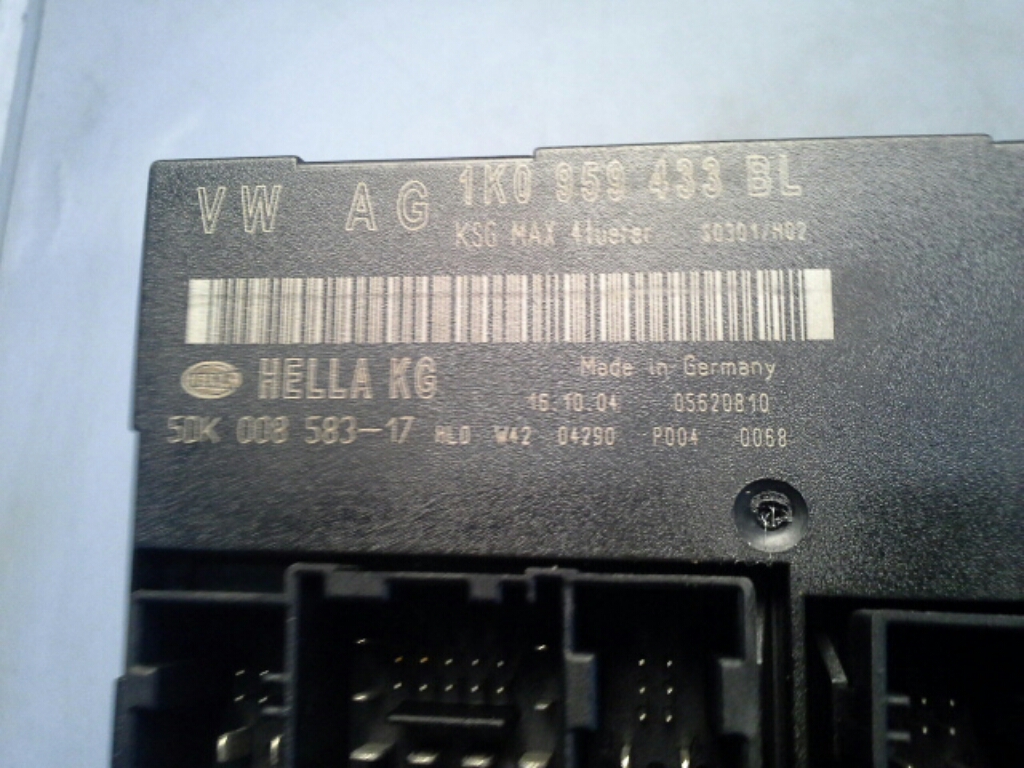 VW AG 1K0 959 433 BL
KSG MAX 4Tuerer S0301/H02
HELLA HELLA KG Made in Germany
16.10.04 05620810
5DK 008 583-17 HLO W42 04290 P004 0068